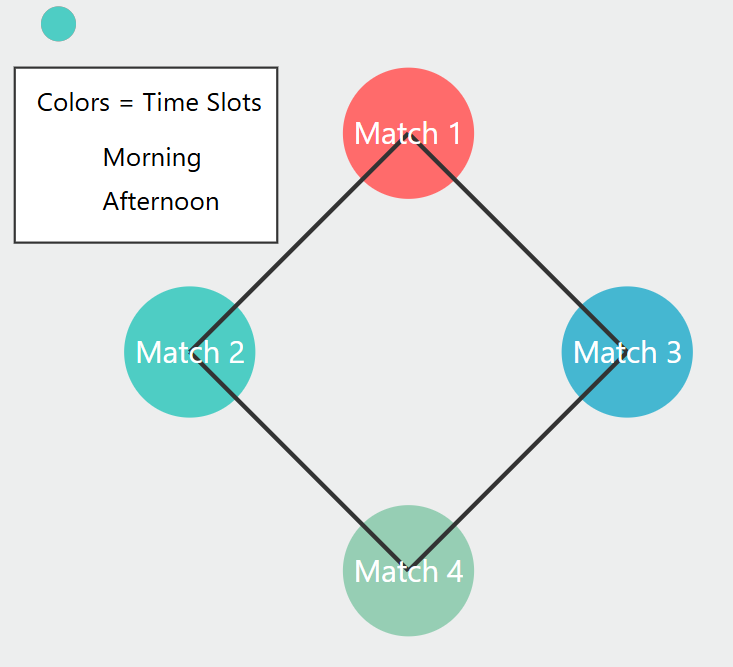 Colors = Time Slots
Morning
Afternoon
Match 1
Match 2
Match 3
Match 4